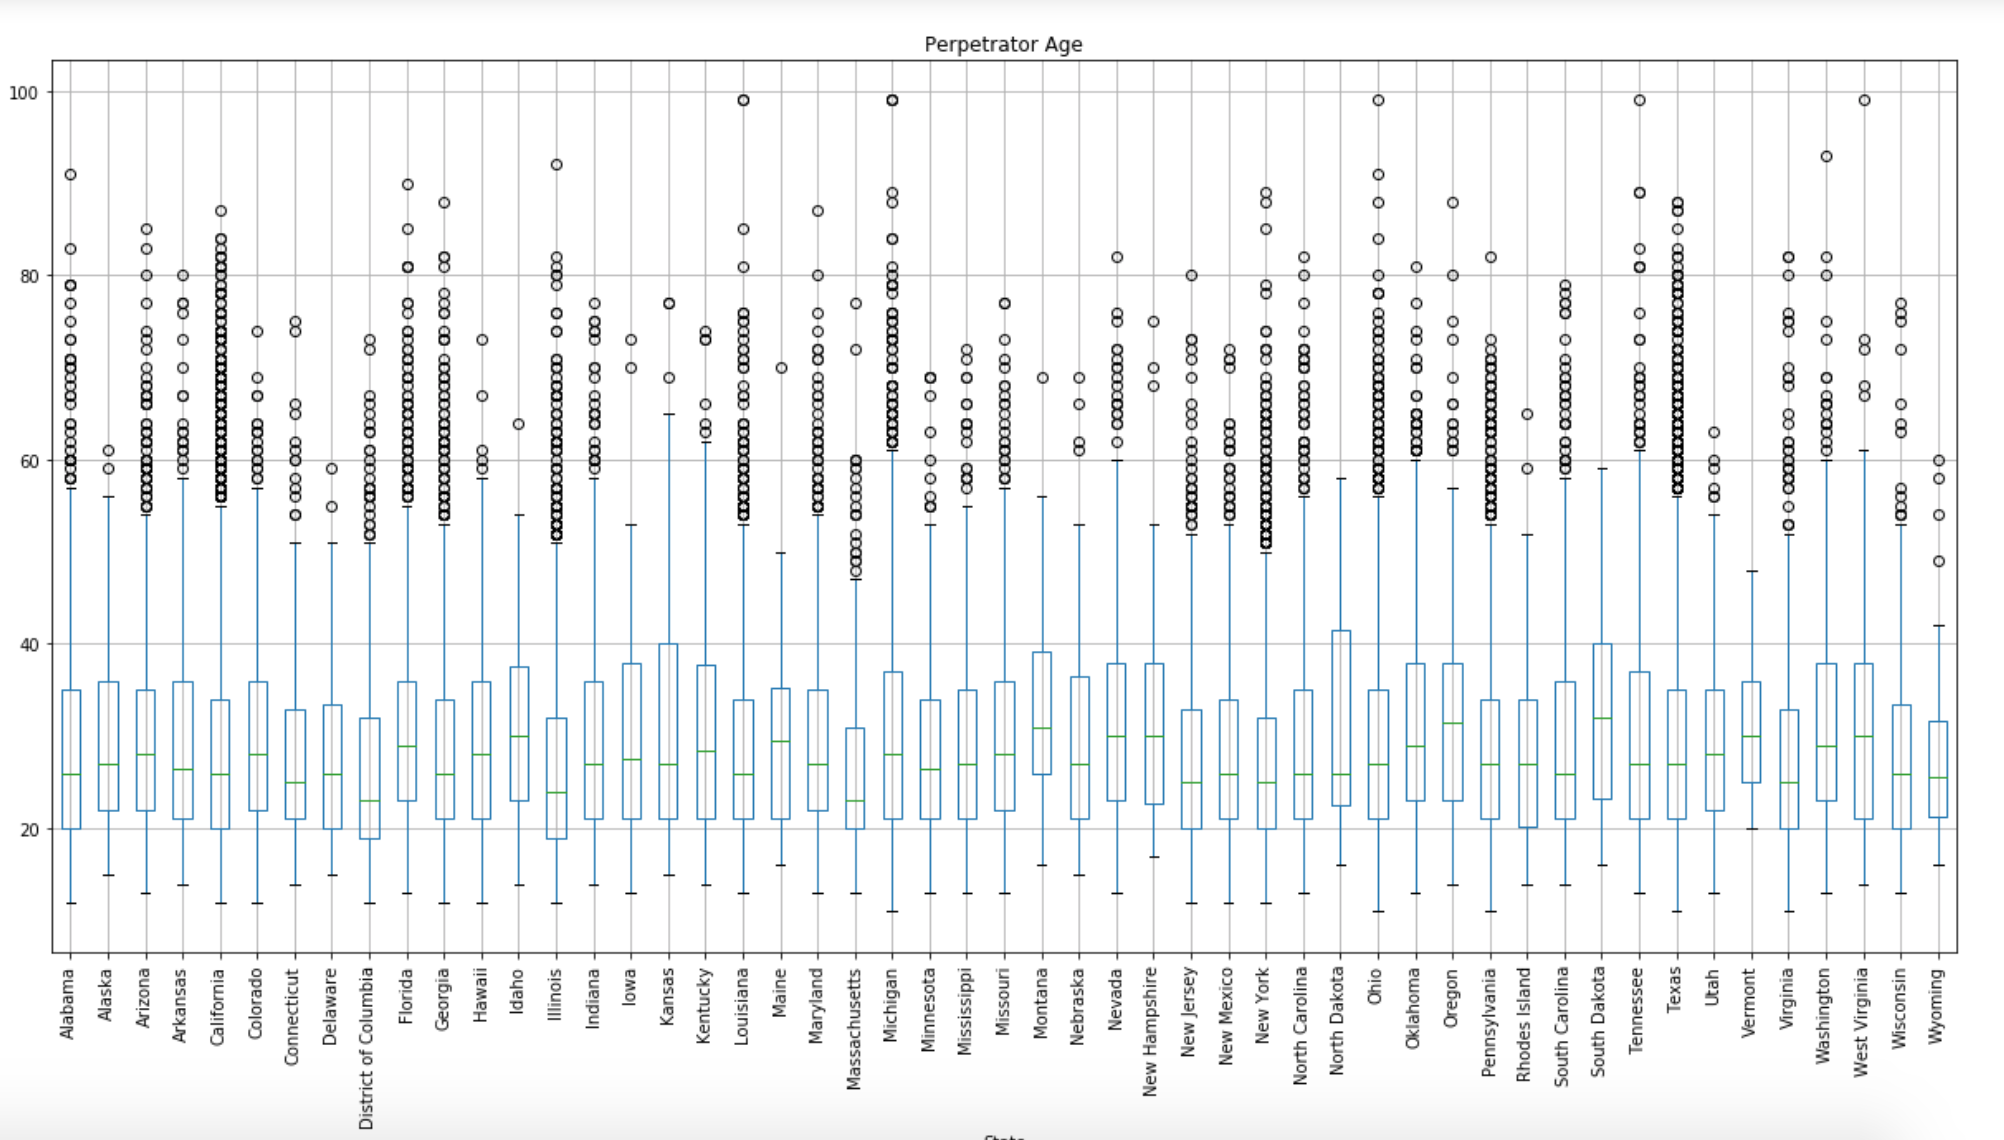 Perpetrator Age
100
80
60
40
20
Alabama
Alaska
Arizona
Arkansas
California
Colorado
Connecticut
Delaware
District of Columbia
Florida
Georgia
Hawaii
Idaho
Illinois
Indiana
Iowa
Kansas
Kentucky
Louisiana
Maine
Maryland
Massachusetts
Michigan
Minnesota
Mississippi
Missouri
Montana
Nebraska
Nevada
New Hampshire
New Jersey
New Mexico
New York
North Carolina
North Dakota
Ohio
Oklahoma
Oregon
Pennsylvania
Rhodes Island
South Carolina
South Dakota
Tennessee
Texas
Utah
Vermont
Virginia
Washington
West Virginia
Wisconsin
Wyoming
State